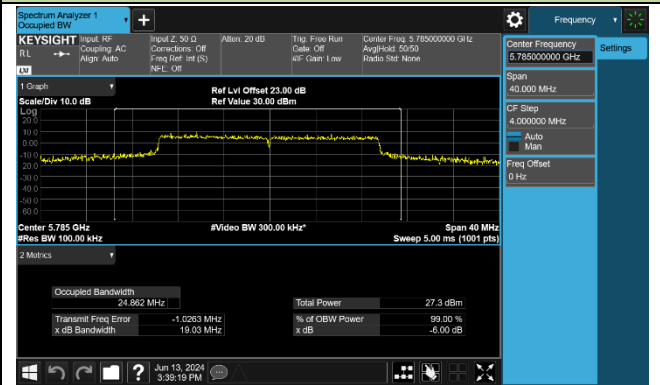 Spectrum Analyzer 1
Occupied BW
Frequency
KEYSIGHT
RL
LXI
Input: RF
Coupling: AC
Align: Auto
Input Z: 50 Ω
Corrections: Off
Freq Ref: Int (S)
NFE: Off
Atten: 20 dB
Trig: Free Run
Gate: Off
#IF Gain: Low
Center Freq: 5.785000000 GHz
Avg|Hold: 50/50
Radio Std: None
Center Frequency
5.785000000 GHz
Settings
Span
40.000 MHz
CF Step
4.000000 MHz
Auto
Man
Freq Offset
0 Hz
1 Graph
Scale/Div 10.0 dB
Ref Lvl Offset 23.00 dB
Ref Value 30.00 dBm
Log
20.0
10.0
0.00
-10.0
-20.0
-30.0
-40.0
-50.0
-60.0
Center 5.785 GHz
#Video BW 300.00 kHz*
Span 40 MHz
#Res BW 100.00 kHz
Sweep 5.00 ms (1001 pts)
2 Metrics
Occupied Bandwidth
24.862 MHz
Total Power
27.3 dBm
Transmit Freq Error
-1.0263 MHz
% of OBW Power
99.00 %
x dB Bandwidth
19.03 MHz
x dB
-6.00 dB
Jun 13, 2024
3:39:19 PM